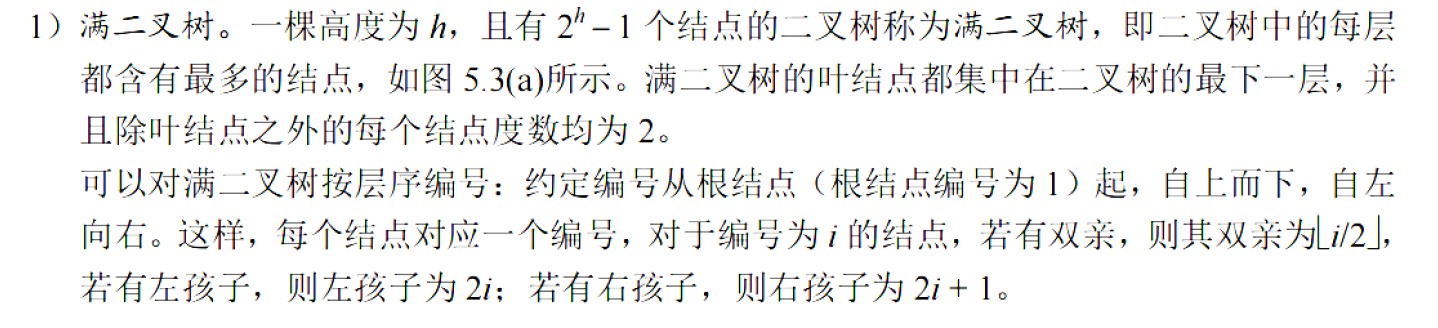 1）满二叉树。一棵高度为 h，且有 2^h – 1 个结点的二叉树称为满二叉树，即二叉树中的每层
都含有最多的结点，如图 5.3(a)所示。满二叉树的叶结点都集中在二叉树的最下一层，并
且除叶结点之外的每个结点度数均为 2。
可以对满二叉树按层序编号：约定编号从根结点（根结点编号为 1）起，自上而下，自左
向右。这样，每个结点对应一个编号，对于编号为 i 的结点，若有双亲，则其双亲为⌊i/2⌋，
若有左孩子，则左孩子为 2i；若有右孩子，则右孩子为 2i + 1。